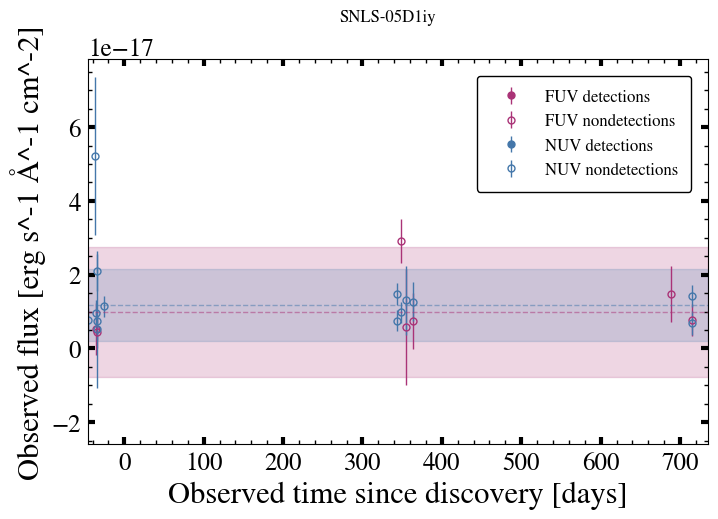 SNLS-05D1iy
1e−17
FUV detections
FUV nondetections
NUV detections
NUV nondetections
6
4
2
0
−2
0 100 200 300 400 500 600 700
Observed time since discovery [days]
Observed flux [erg s^-1 Å^-1 cm^-2]